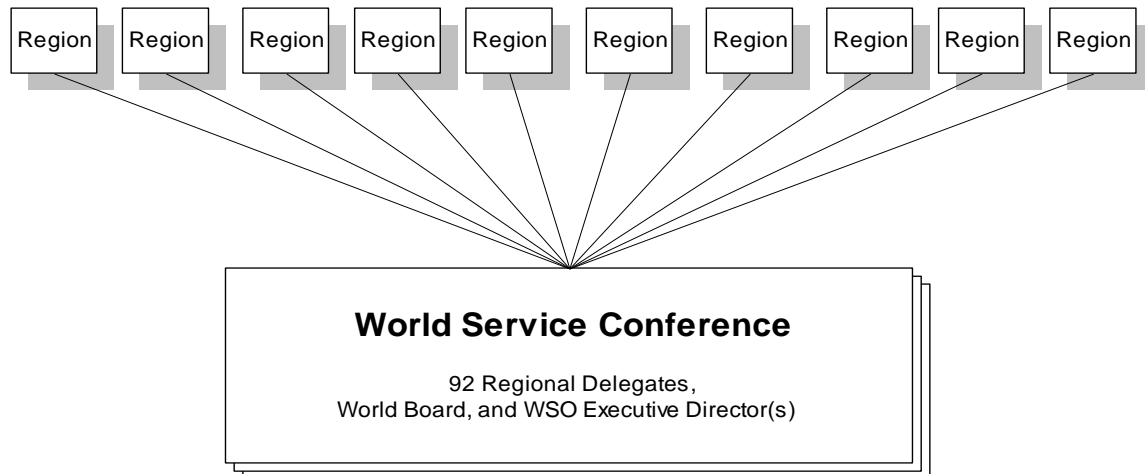 Region Region Region Region Region Region Region Region Region Region
World Service Conference
92 Regional Delegates,
World Board, and WSO Executive Director(s)